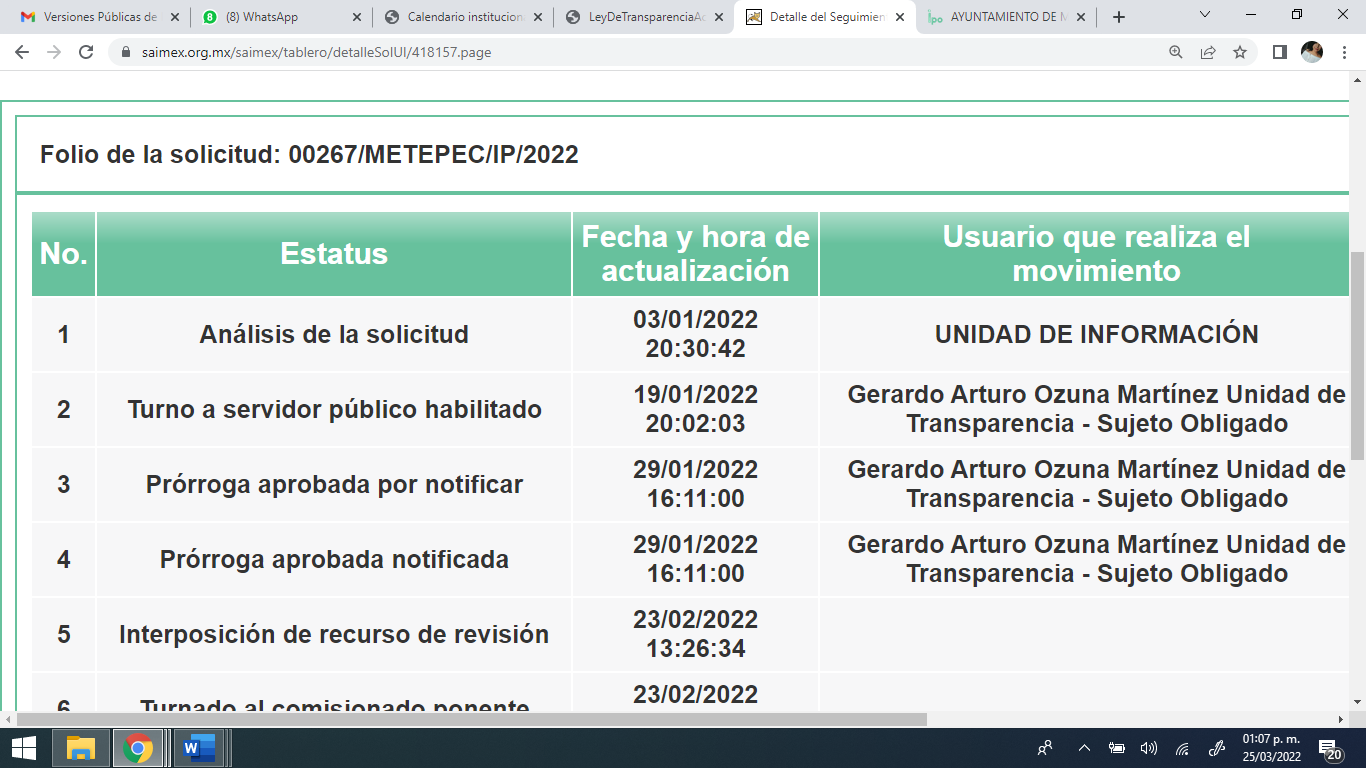 Versiones Públicas de
(8) WhatsApp
Calendario institucion
LeyDeTransparenciaAc
Detalle del Seguimien
AYUNTAMIENTO DE M
saimex.org.mx/saimex/tablero/detalleSolUI/418157.page
Folio de la solicitud: 00267/METEPEC/IP/2022
No.
Estatus
Fecha y hora de
actualización
Usuario que realiza el
movimiento
1
Análisis de la solicitud
03/01/2022
20:30:42
UNIDAD DE INFORMACIÓN
2
Turno a servidor público habilitado
19/01/2022
20:02:03
Gerardo Arturo Ozuna Martínez Unidad de
Transparencia - Sujeto Obligado
3
Prórroga aprobada por notificar
29/01/2022
16:11:00
Gerardo Arturo Ozuna Martínez Unidad de
Transparencia - Sujeto Obligado
4
Prórroga aprobada notificada
29/01/2022
16:11:00
Gerardo Arturo Ozuna Martínez Unidad de
Transparencia - Sujeto Obligado
5
Interposición de recurso de revisión
23/02/2022
13:26:34
6
Turnado al comisionado ponente
23/02/2022
01:07 p. m.
25/03/2022
20